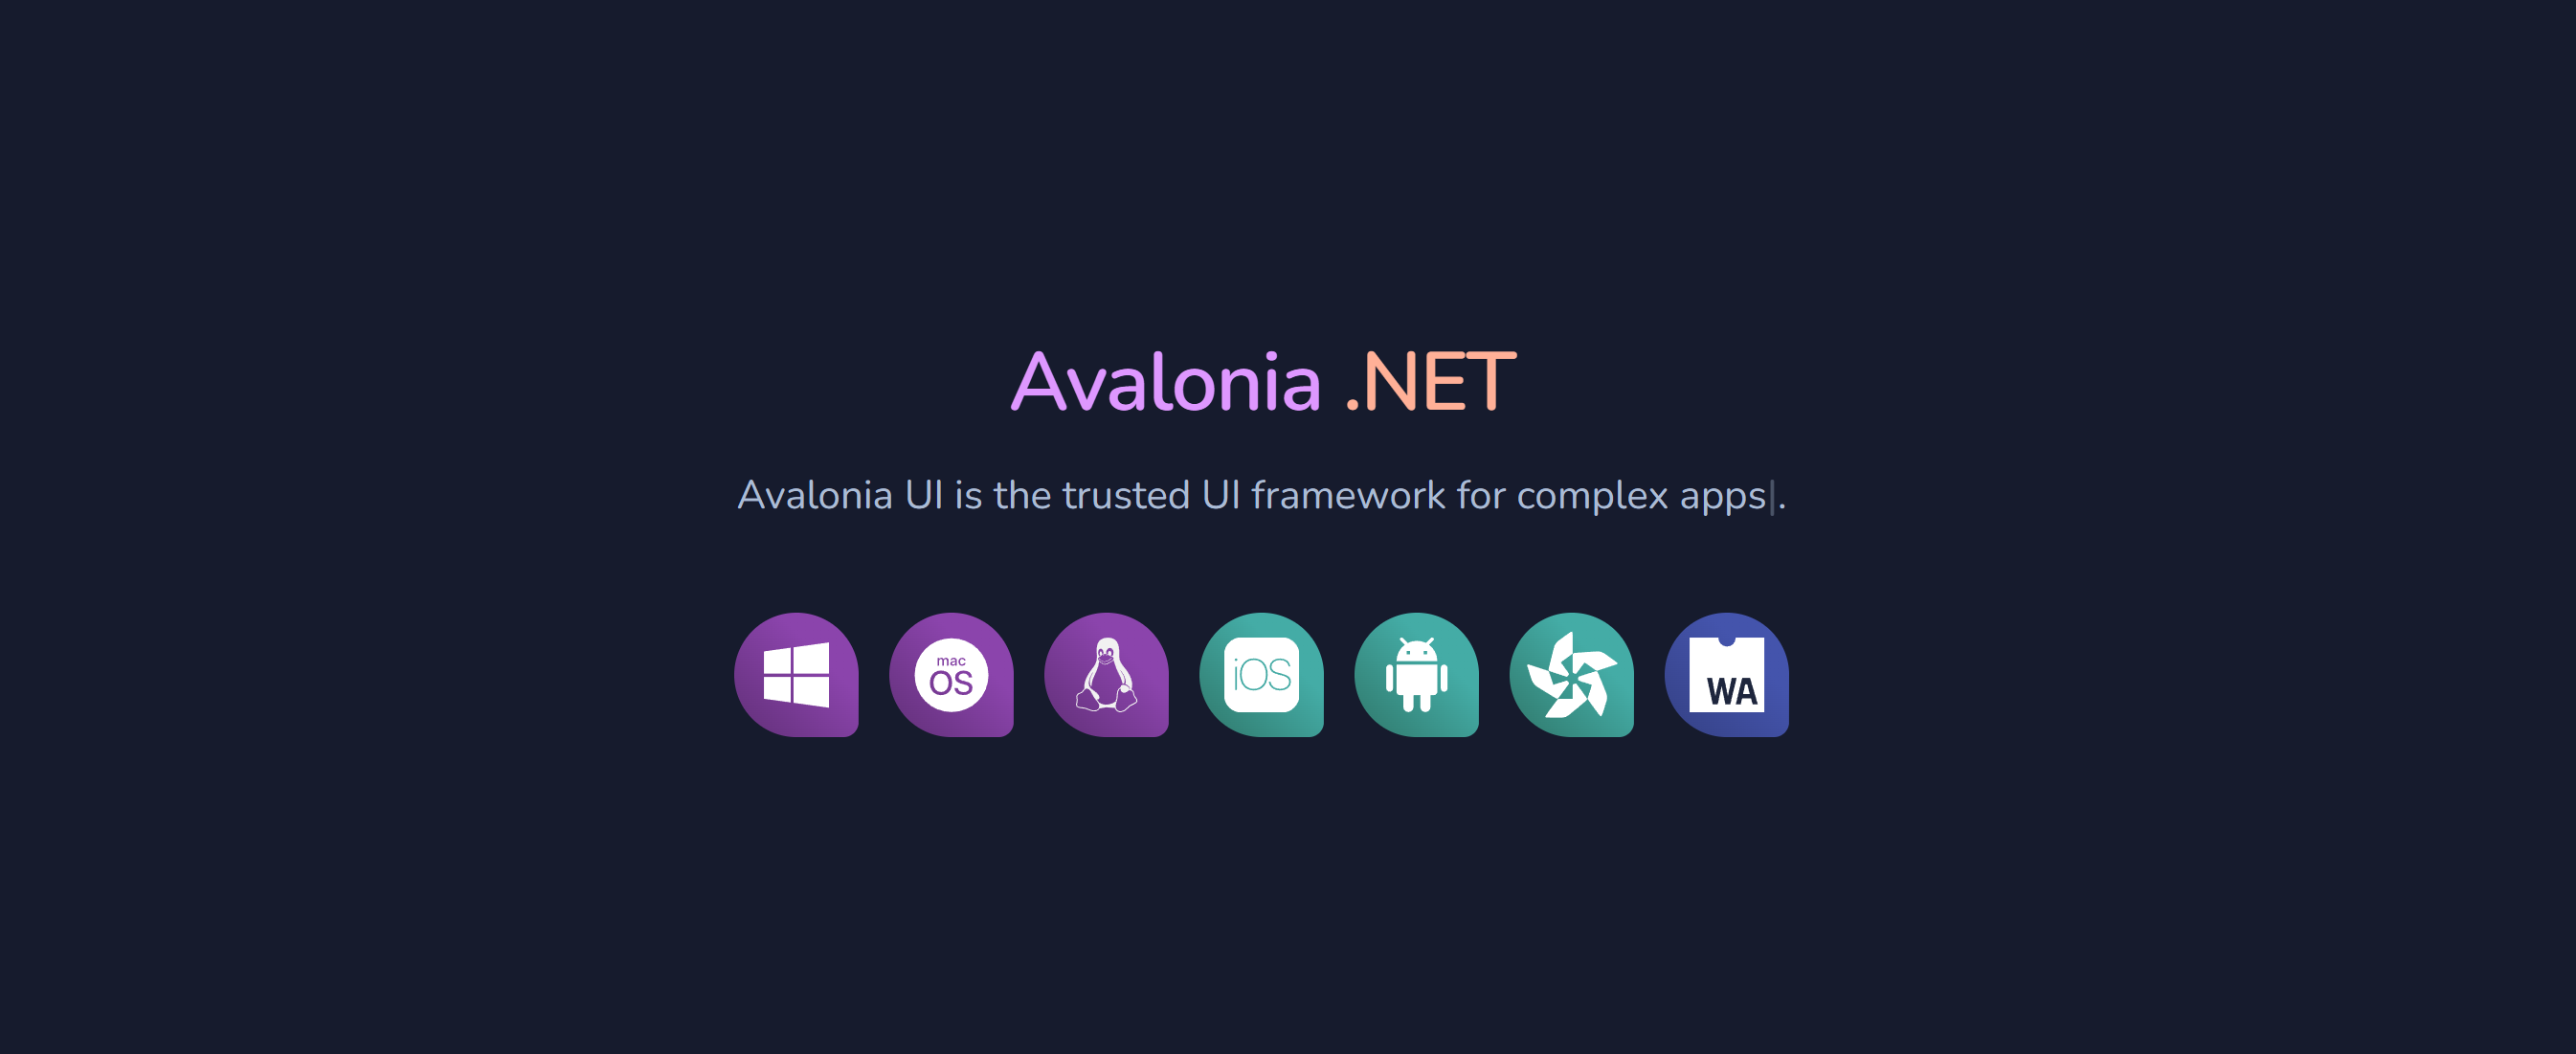 Avalonia .NET
Avalonia UI is the trusted UI framework for complex apps|.
mac
OS
iOS
WA